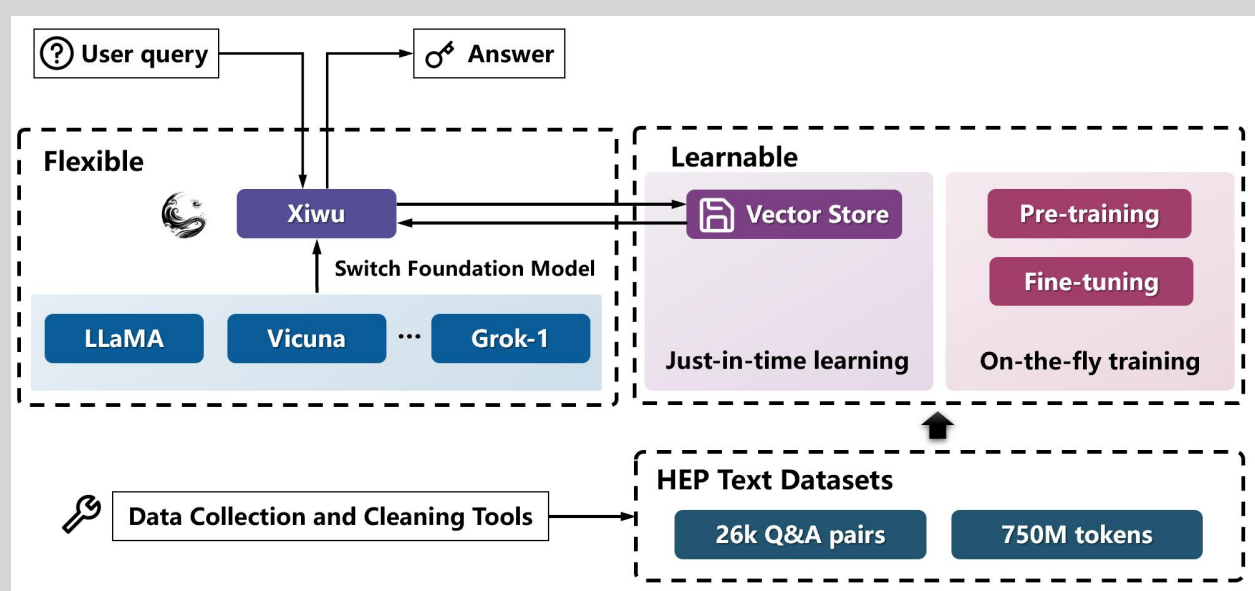 User query
Answer
Flexible
Xiwu
Switch Foundation Model
LLaMA
Vicuna
...
Grok-1
Learnable
Vector Store
Just-in-time learning
Pre-training
Fine-tuning
On-the-fly training
Data Collection and Cleaning Tools
HEP Text Datasets
26k Q&A pairs
750M tokens